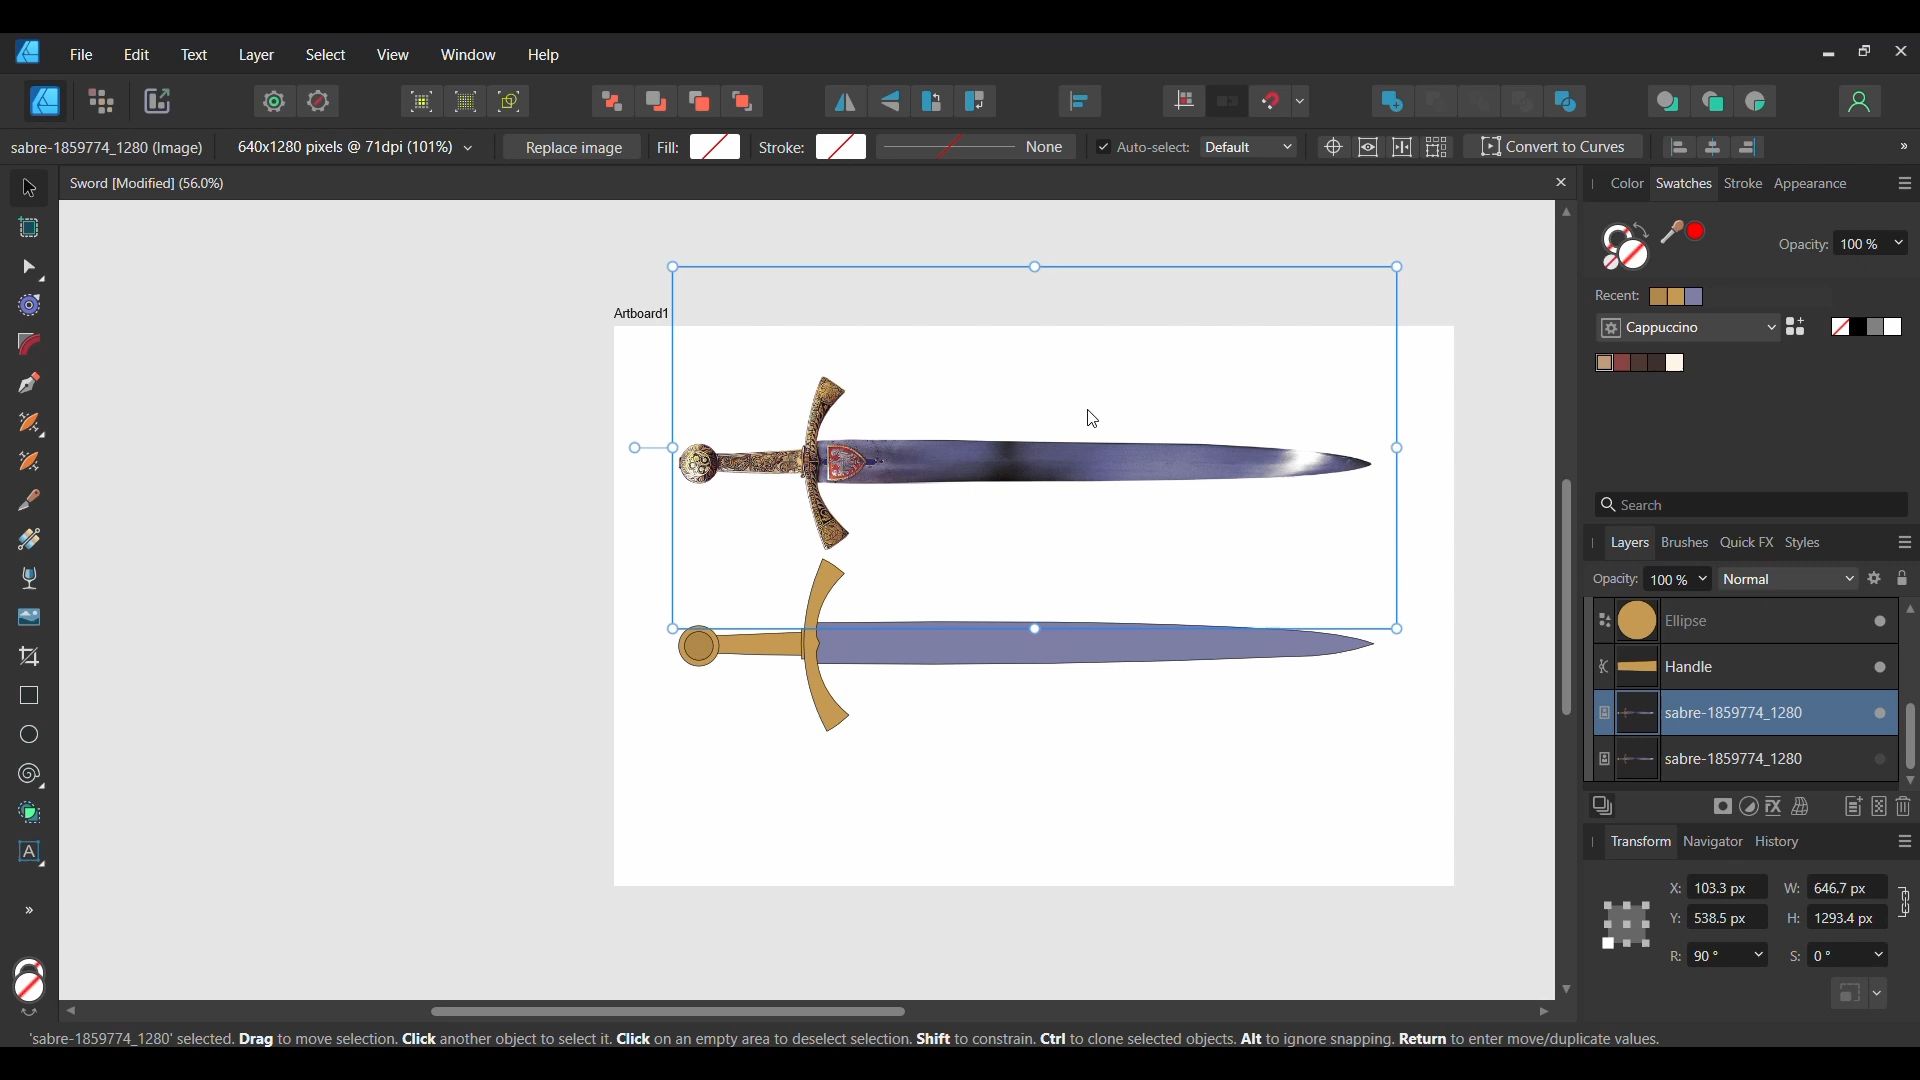 File Edit Text Layer Select View Window Help
sabre-1859774_1280 (Image) 640x1280 pixels @ 71dpi (101%) Replace image Fill: Stroke: None Auto-select: Default Convert to Curves »
Sword [Modified] (56.0%)
Color Swatches Stroke Appearance
Opacity: 100 %
Recent:
Cappuccino
Artboard1
Search
Layers Brushes Quick FX Styles
Opacity: 100 % Normal
Ellipse
Handle
sabre-1859774_1280
sabre-1859774_1280
Transform Navigator History
X: 103.3 px W: 646.7 px
Y: 538.5 px H: 1293.4 px
R: 90 ° S: 0 °
'sabre-1859774_1280' selected. Drag to move selection. Click another object to select it. Click on an empty area to deselect selection. Shift to constrain. Ctrl to clone selected objects. Alt to ignore snapping. Return to enter move/duplicate values.